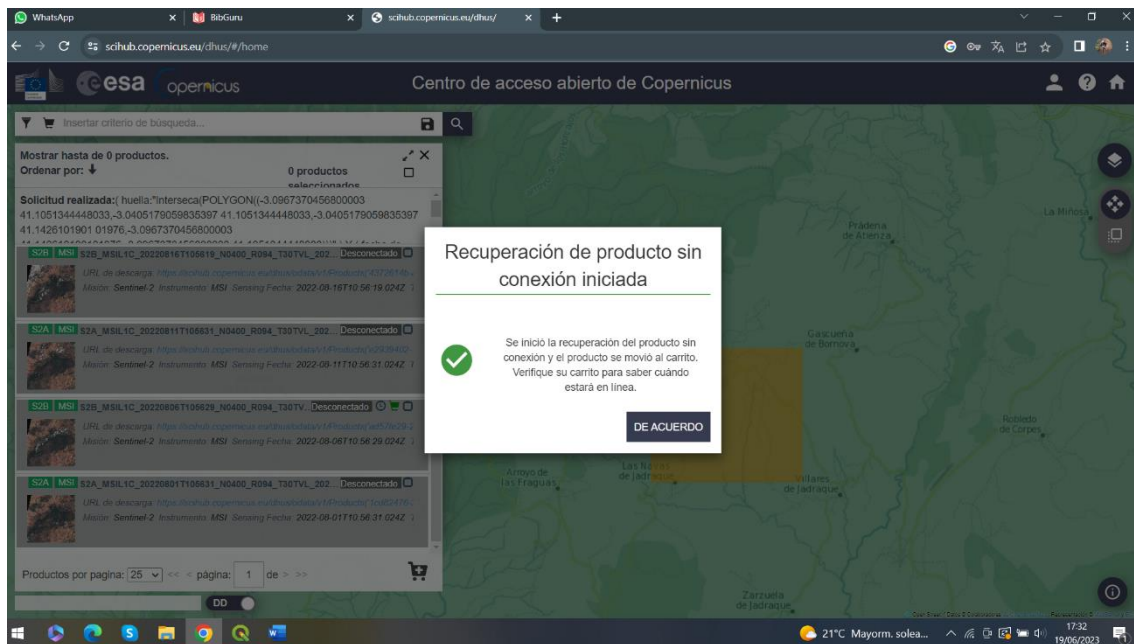 WhatsApp
BibGuru
scihub.copernicus.eu/dhus/
scihub.copernicus.eu/dhus/#/home
esa
opernicus
Centro de acceso abierto de Copernicus
Insertar criterio de búsqueda...
Mostrar hasta de 0 productos.
Ordenar por:
0 productos
seleccionados
Solicitud realizada:( huella:"Interseca(POLYGON((-3.0967370456800003
41.1051344448033,-3.0405179059835397 41.1051344448033,-3.0405179059835397
41.1426101901 01976,-3.0967370456800003
S2B MSI S2B_MSIL1C_20220816T105619_N0400_R094_T30TVL_202... Desconectado
URL de descarga:
Misión: Sentinel-2 Instrumento: MSI Sensing Fecha: 2022-08-16T10:56:19.024Z
S2A MSI S2A_MSIL1C_20220811T106631_N0400_R094_T30TVL_202... Desconectado
URL de descarga:
Misión: Sentinel-2 Instrumento: MSI Sensing Fecha: 2022-08-11T10:56:31.024Z
S2B MSI S2B_MSIL1C_20220806T105629_N0400_R094_T30TV... Desconectado
URL de descarga:
Misión: Sentinel-2 Instrumento: MSI Sensing Fecha: 2022-08-06T10:56:29.024Z
S2A MSI S2A_MSIL1C_20220801T106631_N0400_R094_T30TVL_202... Desconectado
URL de descarga:
Misión: Sentinel-2 Instrumento: MSI Sensing Fecha: 2022-08-01T10:56:31.024Z
Productos por pagina: 25 << < página: 1 de > >>
DD
Recuperación de producto sin
conexión iniciada
Se inició la recuperación del producto sin
conexión y el producto se movió al carrito.
Verifique su carrito para saber cuándo
estará en línea.
DE ACUERDO
La Miñosa
Prádena
de Atienza
Gascueña
de Bornova
Robledo
de Corpes
Arroyo de
las Fraguas
Las Navas
de Jadraque
Villares
de Jadraque
Zarzuela
de Jadraque
21°C Mayorm. solea...
17:32
19/06/2023